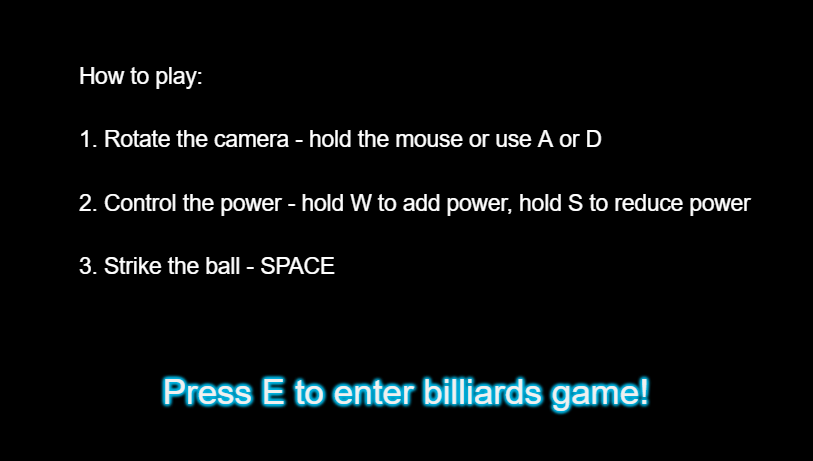 How to play:
1. Rotate the camera - hold the mouse or use A or D
2. Control the power - hold W to add power, hold S to reduce power
3. Strike the ball - SPACE
Press E to enter billiards game!